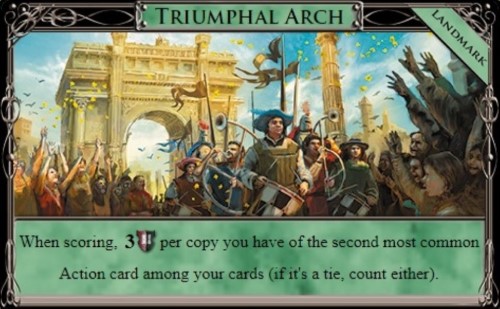 TRIUMPHAL ARCH
LANDMARK
When scoring, 3 per copy you have of the second most common
Action card among your cards (if it's a tie, count either).